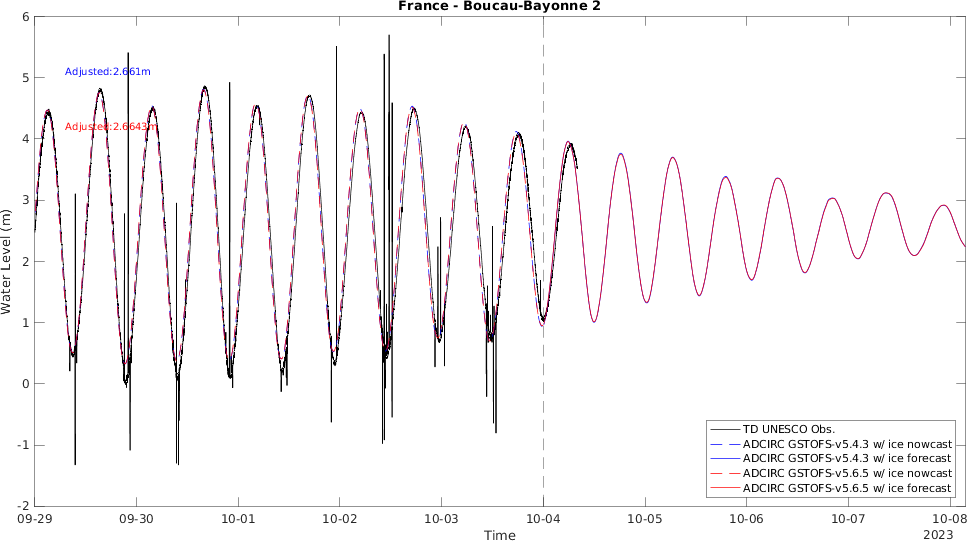 France - Boucau-Bayonne 2
6
5
4
3
2
1
0
-1
-2
Water Level (m)
Adjusted:2.661m
Adjusted:2.6643m
TD UNESCO Obs.
ADCIRC GSTOFS-v5.4.3 w/ ice nowcast
ADCIRC GSTOFS-v5.4.3 w/ ice forecast
ADCIRC GSTOFS-v5.6.5 w/ ice nowcast
ADCIRC GSTOFS-v5.6.5 w/ ice forecast
09-29 09-30 10-01 10-02 10-03 10-04 10-05 10-06 10-07 10-08
Time 2023